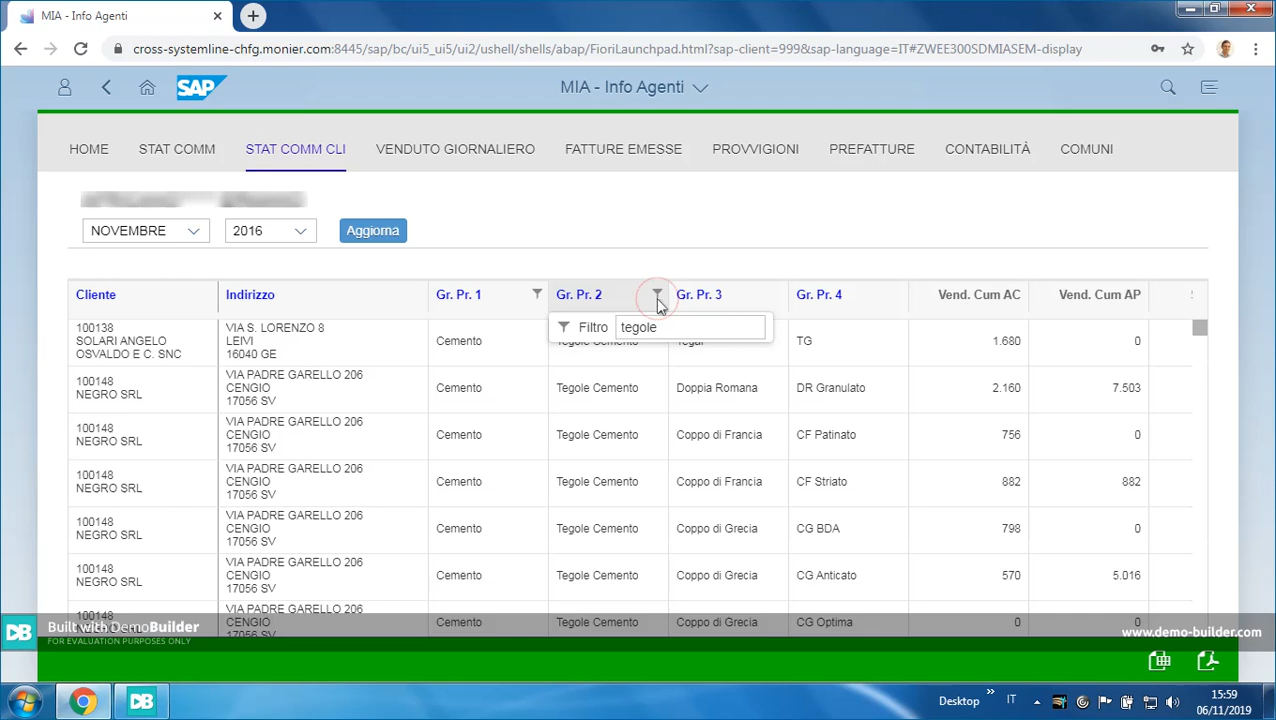 MIA - Info Agenti
cross-systemline-chfg.monier.com:8445/sap/bc/ui5_ui5/ui2/ushell/shells/abap/FioriLaunchpad.html?sap-client=999&sap-language=IT#ZWEE300SDMIASEM-display
SAP
MIA - Info Agenti
HOME STAT COMM STAT COMM CLI VENDUTO GIORNALIERO FATTURE EMESSE PROVVIGIONI PREFATTURE CONTABILITÀ COMUNI
NOVEMBRE 2016 Aggiorna
Cliente Indirizzo Gr. Pr. 1 Gr. Pr. 2 Gr. Pr. 3 Gr. Pr. 4 Vend. Cum AC Vend. Cum AP
Filtro tegole
100138 VIA S. LORENZO 8
SOLARI ANGELO LEIVI Cemento Tegole Cemento Tegal TG 1.680 0
OSVALDO E C. SNC 16040 GE
VIA PADRE GARELLO 206
100148 CENGIO Cemento Tegole Cemento Doppia Romana DR Granulato 2.160 7.503
NEGRO SRL 17056 SV
VIA PADRE GARELLO 206
100148 CENGIO Cemento Tegole Cemento Coppo di Francia CF Patinato 756 0
NEGRO SRL 17056 SV
VIA PADRE GARELLO 206
100148 CENGIO Cemento Tegole Cemento Coppo di Francia CF Striato 882 882
NEGRO SRL 17056 SV
VIA PADRE GARELLO 206
100148 CENGIO Cemento Tegole Cemento Coppo di Grecia CG BDA 798 0
NEGRO SRL 17056 SV
VIA PADRE GARELLO 206
100148 CENGIO Cemento Tegole Cemento Coppo di Grecia CG Anticato 570 5.016
NEGRO SRL 17056 SV
VIA PADRE GARELLO 206
100148 CENGIO Cemento Tegole Cemento Coppo di Grecia CG Optima 0 0
NEGRO SRL 17056 SV
DB Built with DemoBuilder
FOR EVALUATION PURPOSES ONLY
www.demo-builder.com
DB
Desktop » IT
15:59
06/11/2019